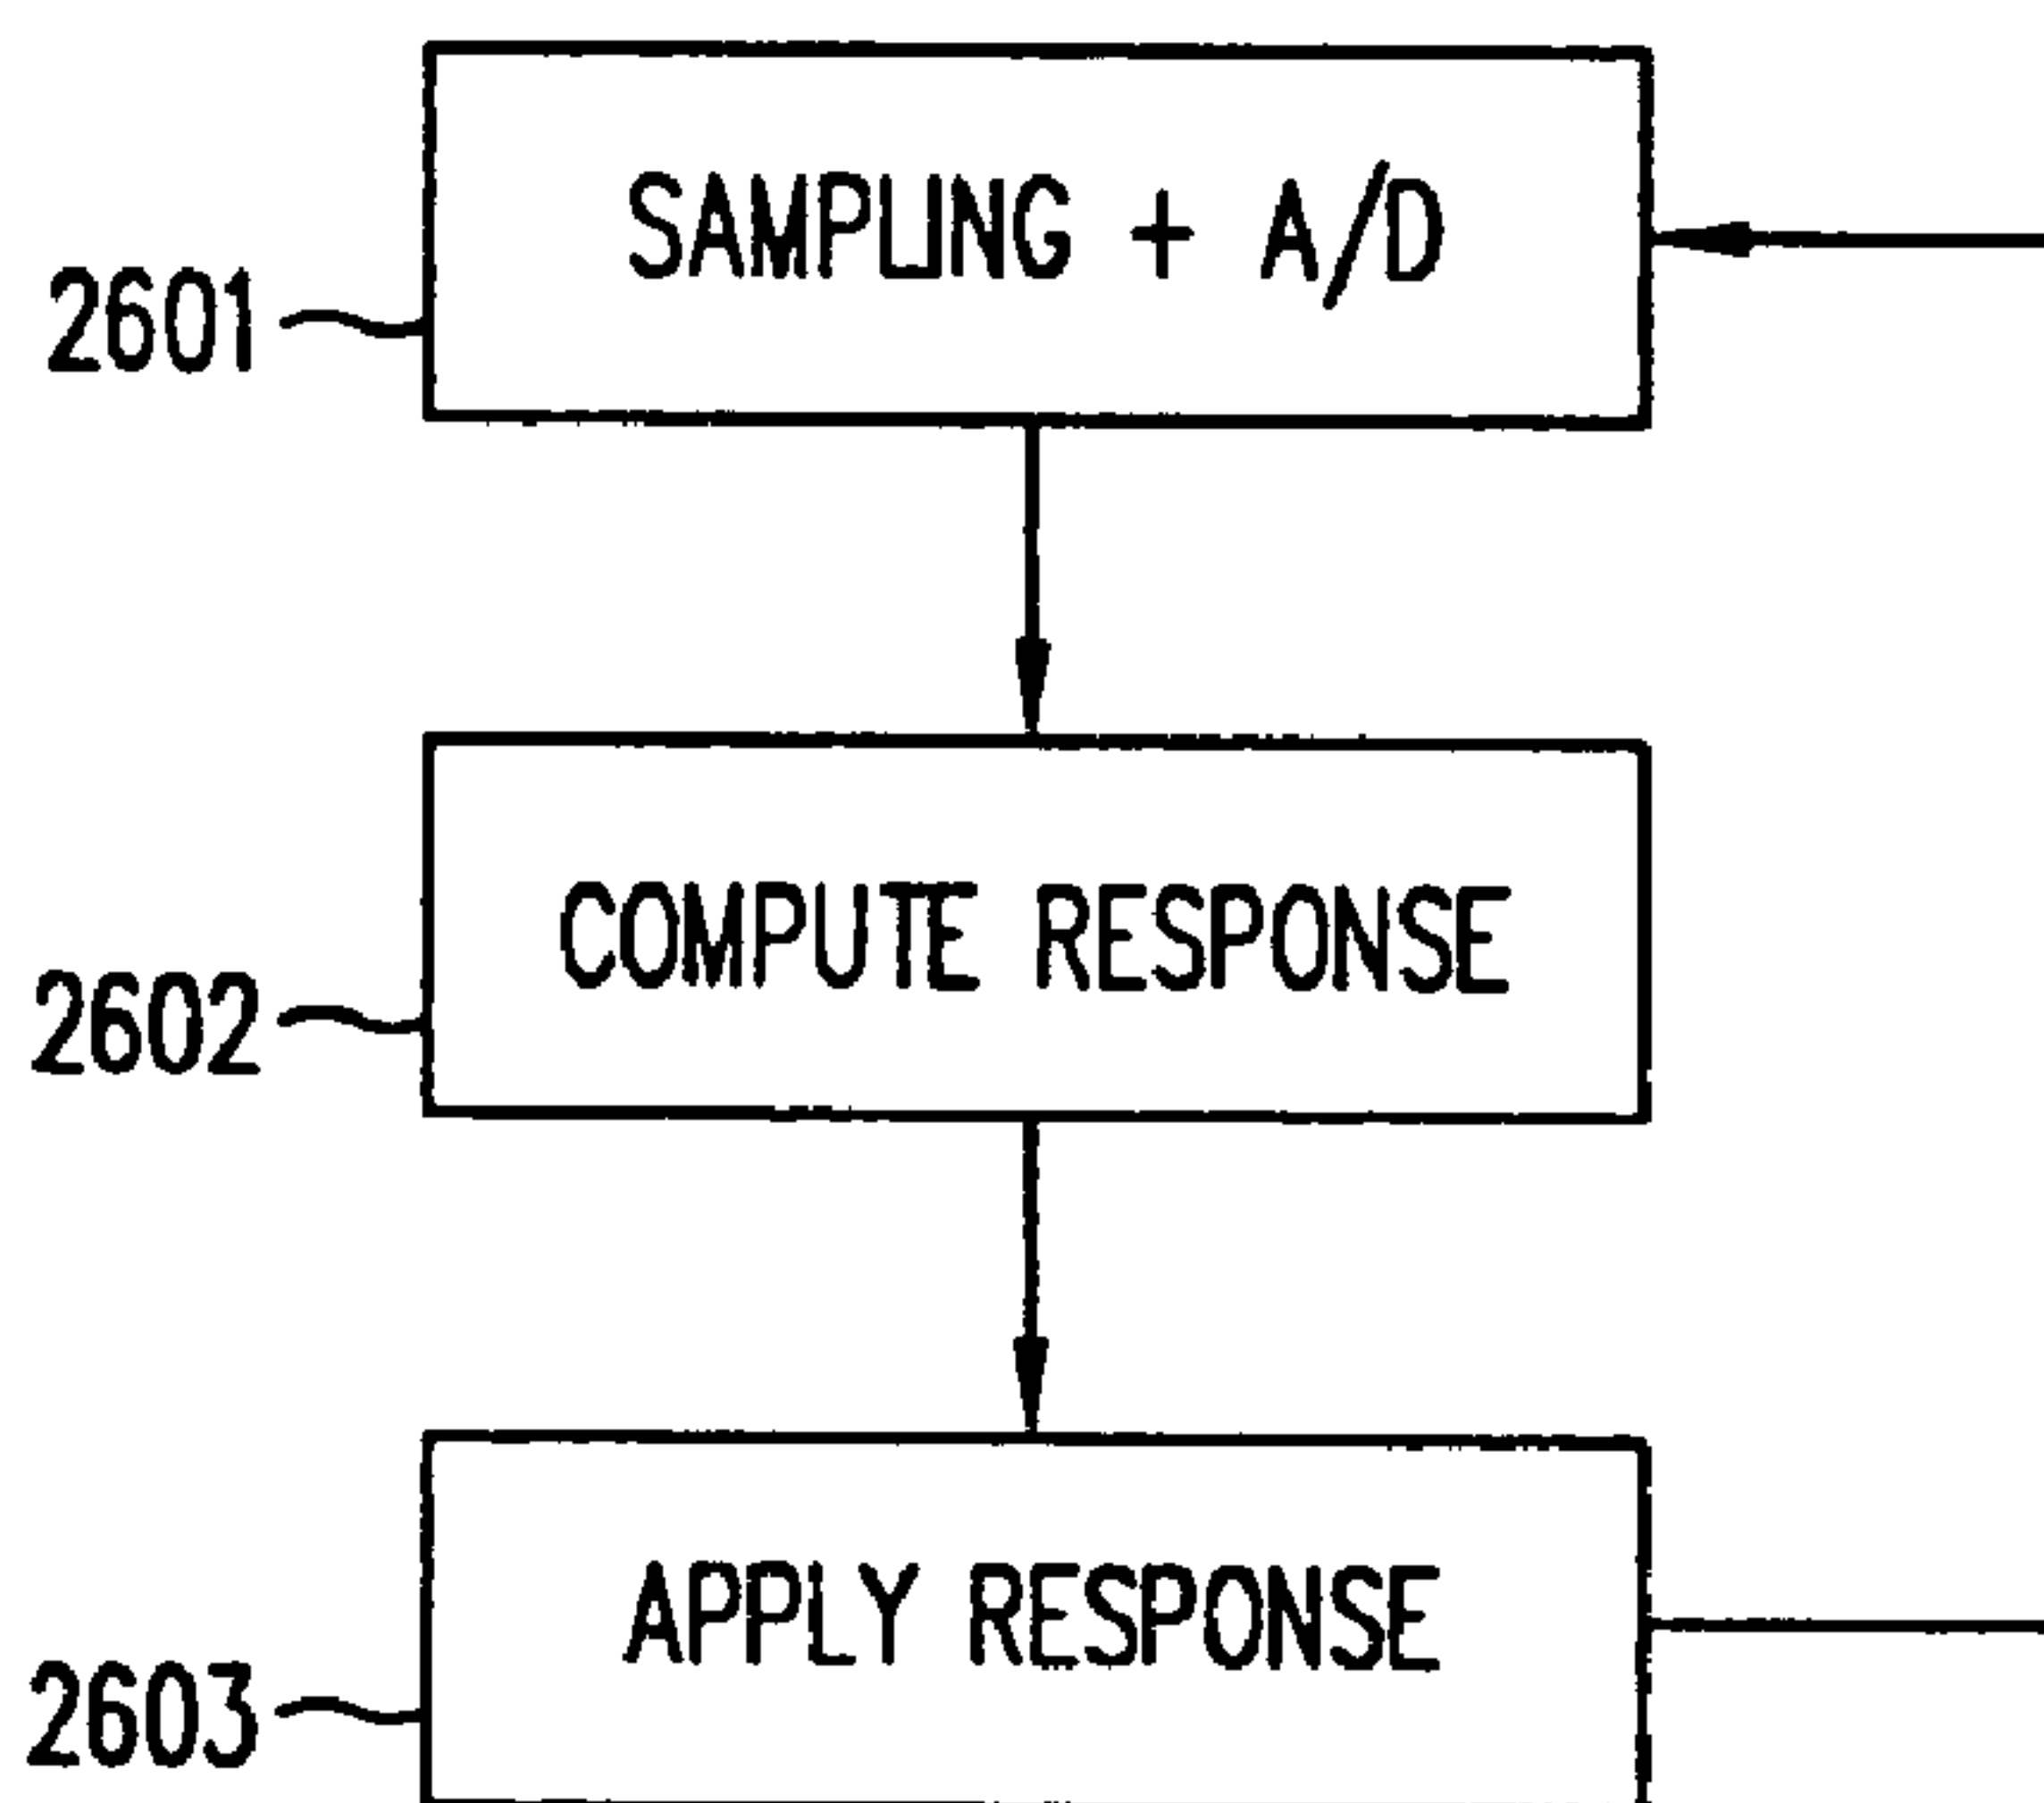 SAMPLING + A/D
2601
COMPUTE RESPONSE
2602
APPLY RESPONSE
2603